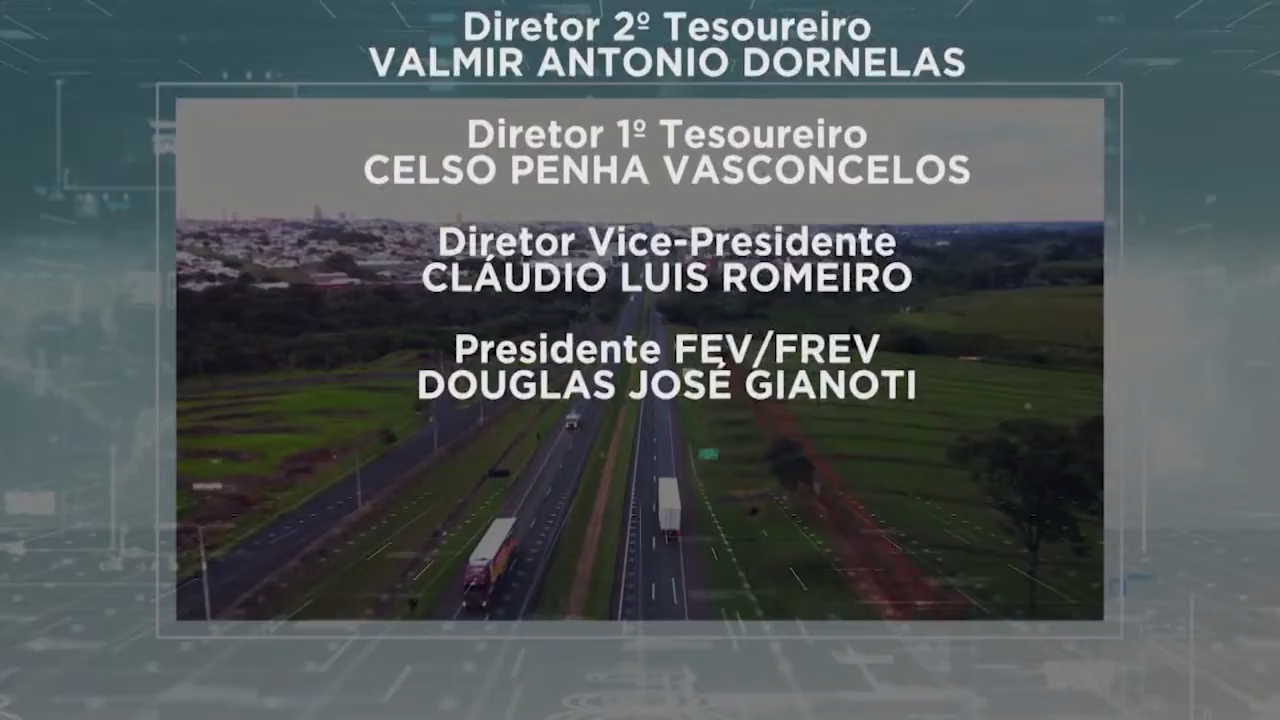 Diretor 2º Tesoureiro
VALMIR ANTONIO DORNELAS
Diretor 1º Tesoureiro
CELSO PENHA VASCONCELOS
Diretor Vice-Presidente
CLÁUDIO LUIS ROMEIRO
Presidente FEV/FREV
DOUGLAS JOSÉ GIANOTI